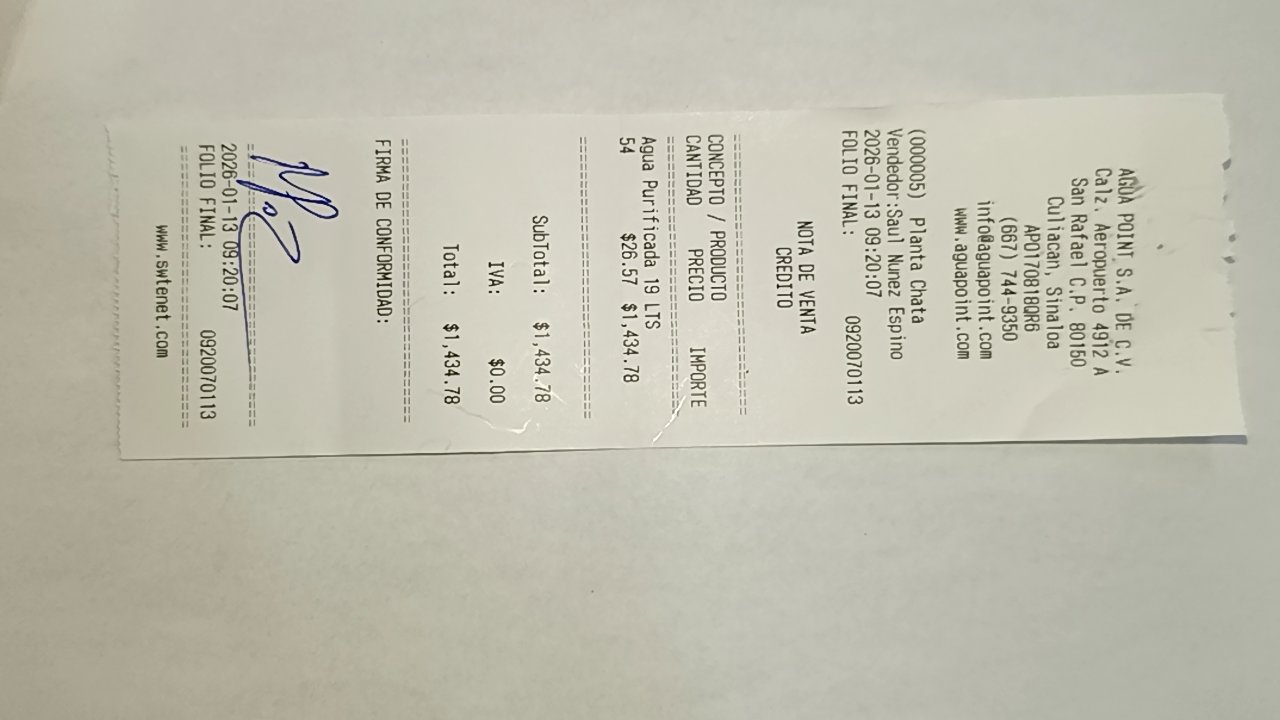 AGUA POINT S.A. DE C.V.
Calz. Aeropuerto 4912 A
San Rafael C.P. 80150
Culiacan, Sinaloa
APO170818QR6
(667) 744-9350
info@aguapoint.com
www.aguapoint.com
(000005) Planta Chata
Vendedor:Saul Nunez Espino
2026-01-13 09:20:07
FOLIO FINAL: 0920070113
NOTA DE VENTA
CREDITO
CONCEPTO / PRODUCTO
CANTIDAD PRECIO IMPORTE
Agua Purificada 19 LTS
54 $26.57 $1,434.78
SubTotal: $1,434.78
IVA: $0.00
Total: $1,434.78
FIRMA DE CONFORMIDAD:
2026-01-13 09:20:07
FOLIO FINAL: 0920070113
www.swtenet.com